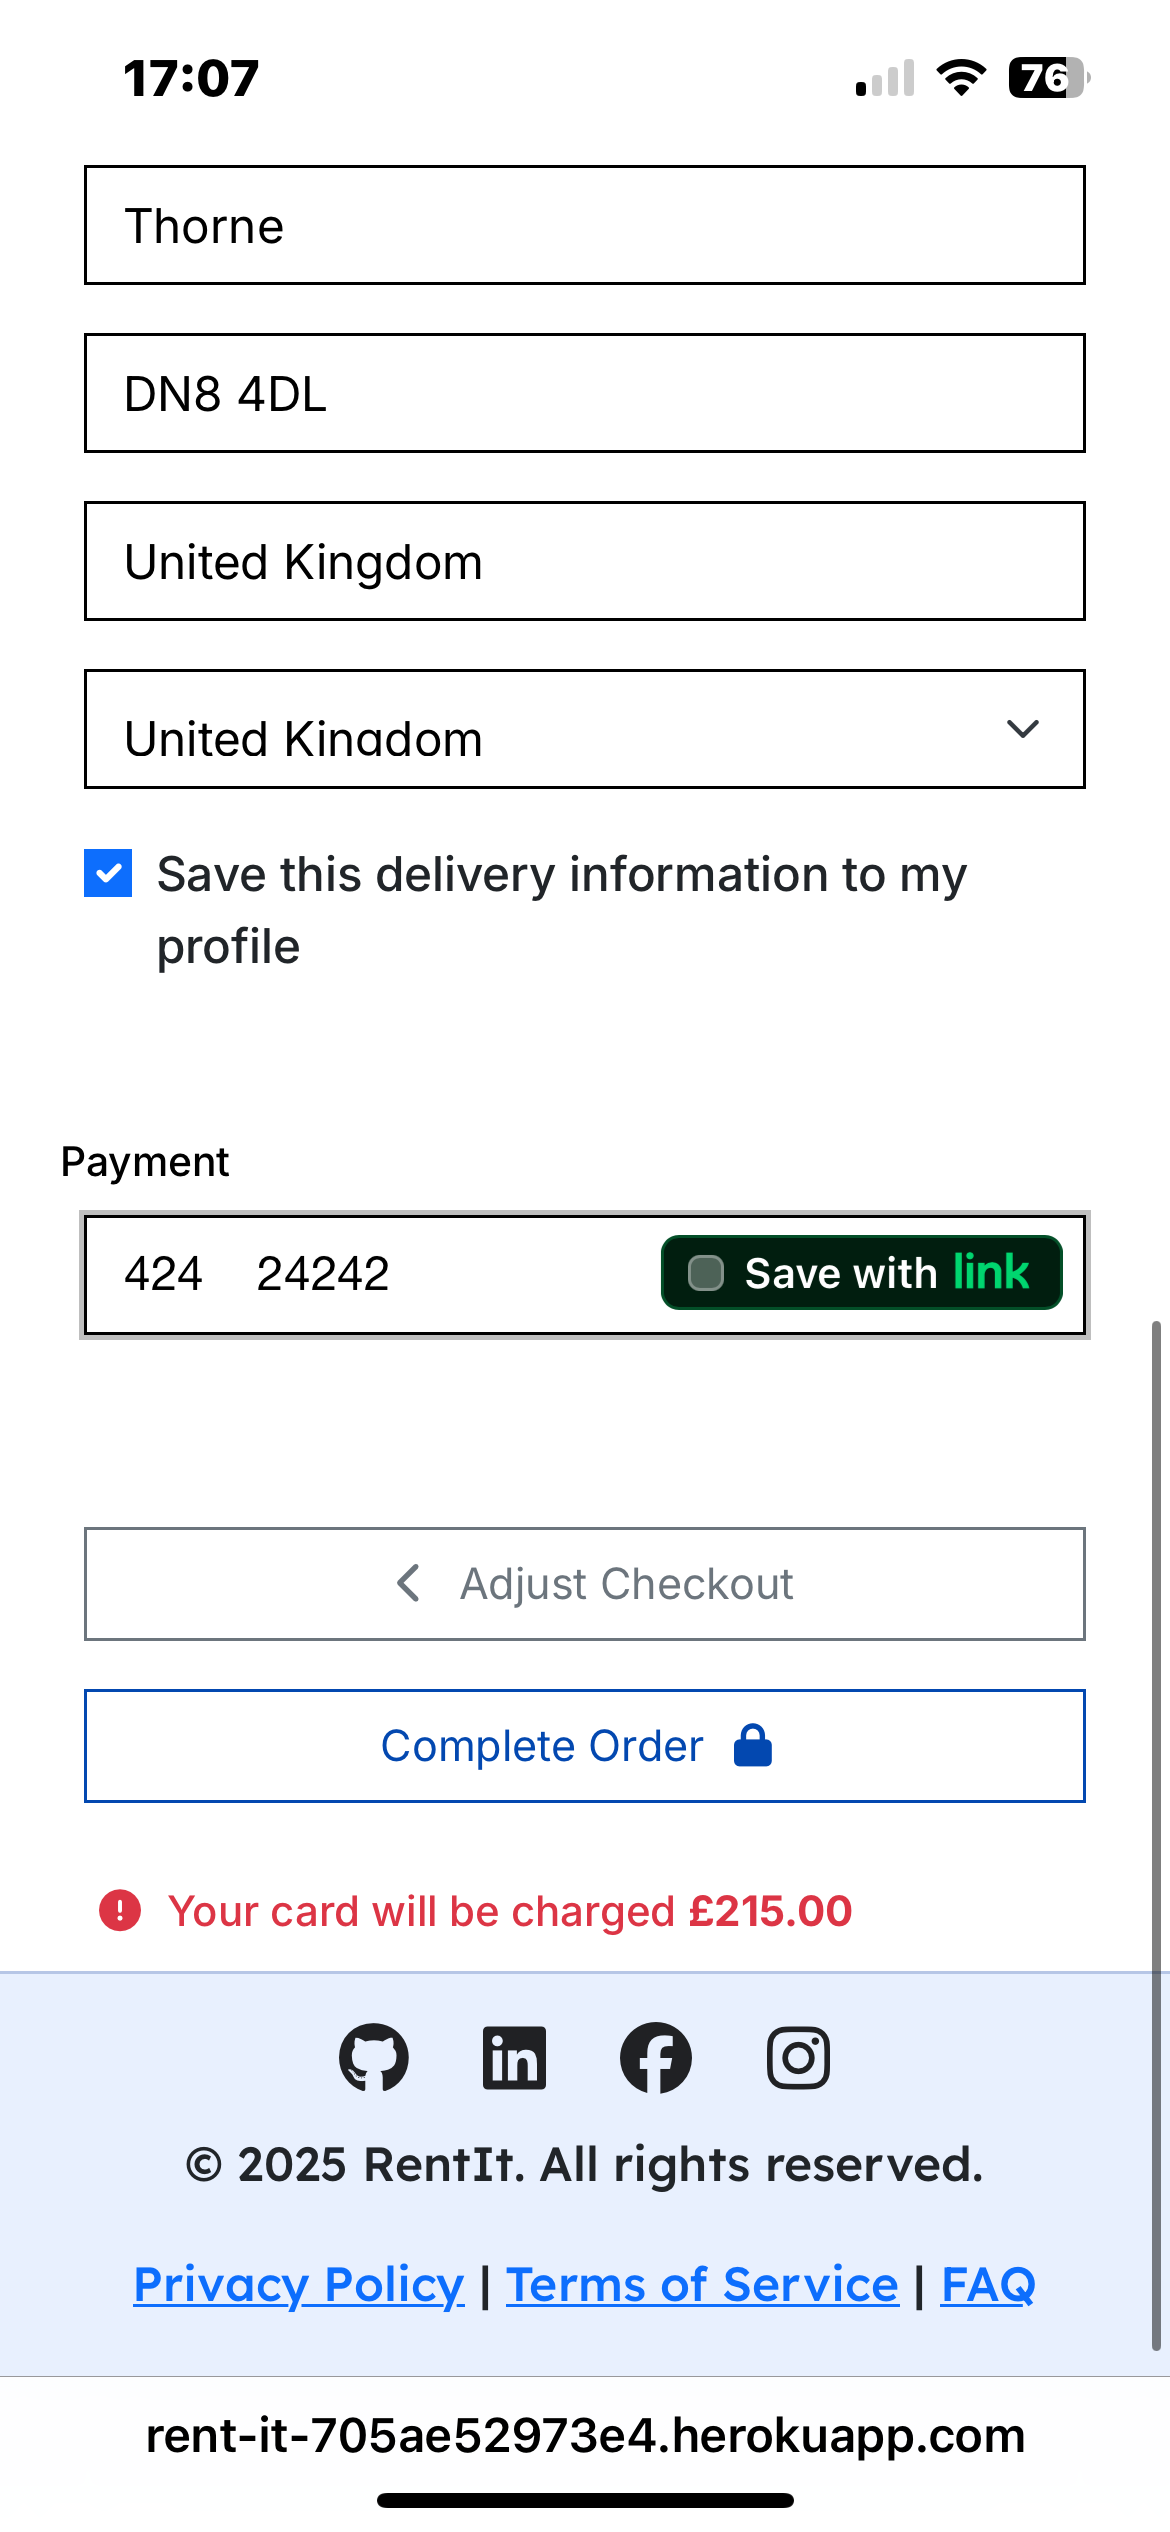 17:07
76
Thorne
DN8 4DL
United Kingdom
United Kingdom
Save this delivery information to my
profile
Payment
424 24242 Save with link
Adjust Checkout
Complete Order
Your card will be charged £215.00
© 2025 RentIt. All rights reserved.
Privacy Policy | Terms of Service | FAQ
rent-it-705ae52973e4.herokuapp.com